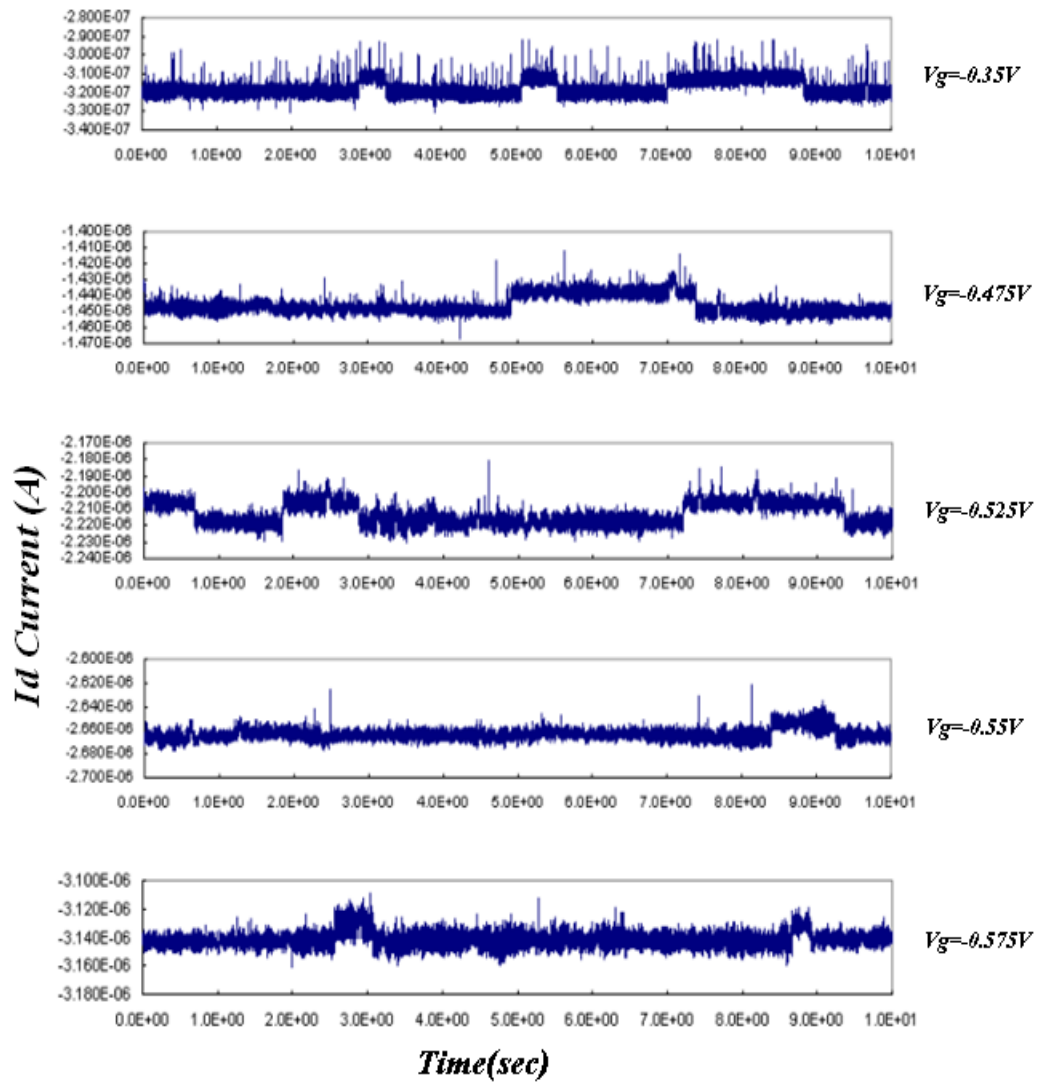 -2.800E-07
-2.900E-07
-3.000E-07
-3.100E-07
-3.200E-07
-3.300E-07
-3.400E-07
0.0E+00 1.0E+00 2.0E+00 3.0E+00 4.0E+00 5.0E+00 6.0E+00 7.0E+00 8.0E+00 9.0E+00 1.0E+01
Vg=-0.35V
-1.400E-06
-1.410E-06
-1.420E-06
-1.430E-06
-1.440E-06
-1.450E-06
-1.460E-06
-1.470E-06
0.0E+00 1.0E+00 2.0E+00 3.0E+00 4.0E+00 5.0E+00 6.0E+00 7.0E+00 8.0E+00 9.0E+00 1.0E+01
Vg=-0.475V
-2.170E-06
-2.180E-06
-2.190E-06
-2.200E-06
-2.210E-06
-2.220E-06
-2.230E-06
-2.240E-06
0.0E+00 1.0E+00 2.0E+00 3.0E+00 4.0E+00 5.0E+00 6.0E+00 7.0E+00 8.0E+00 9.0E+00 1.0E+01
Vg=-0.525V
Id Current (A)
-2.600E-06
-2.620E-06
-2.640E-06
-2.660E-06
-2.680E-06
-2.700E-06
0.0E+00 1.0E+00 2.0E+00 3.0E+00 4.0E+00 5.0E+00 6.0E+00 7.0E+00 8.0E+00 9.0E+00 1.0E+01
Vg=-0.55V
-3.100E-06
-3.120E-06
-3.140E-06
-3.160E-06
-3.180E-06
0.0E+00 1.0E+00 2.0E+00 3.0E+00 4.0E+00 5.0E+00 6.0E+00 7.0E+00 8.0E+00 9.0E+00 1.0E+01
Vg=-0.575V
Time(sec)